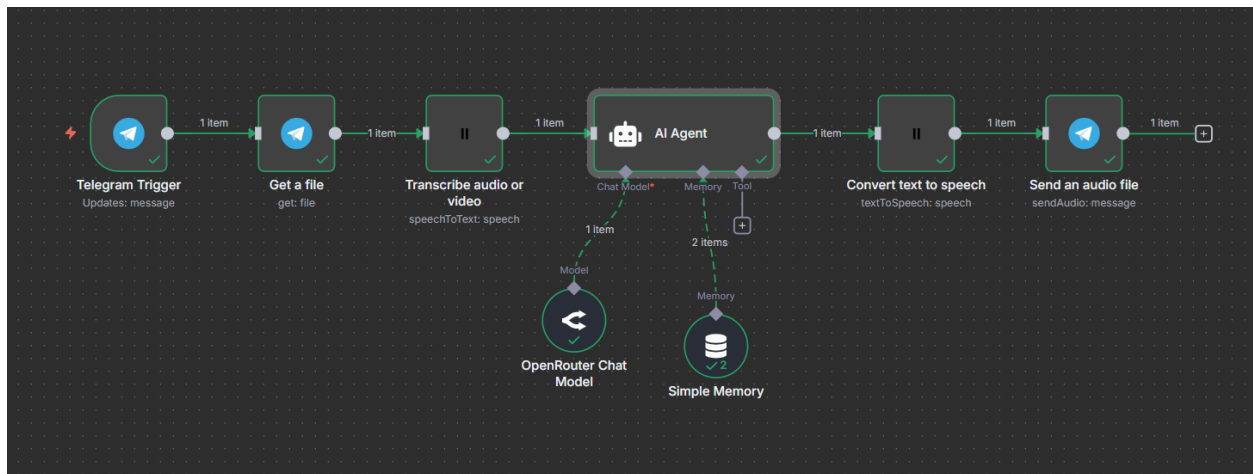 1 item
1 item
1 item
AI Agent
1 item
1 item
1 item
Telegram Trigger
Updates: message
Get a file
get: file
Transcribe audio or
video
speechToText: speech
Chat Model*
Memory
Tool
Convert text to speech
textToSpeech: speech
Send an audio file
sendAudio: message
1 item
2 items
Model
Memory
OpenRouter Chat
Model
2
Simple Memory